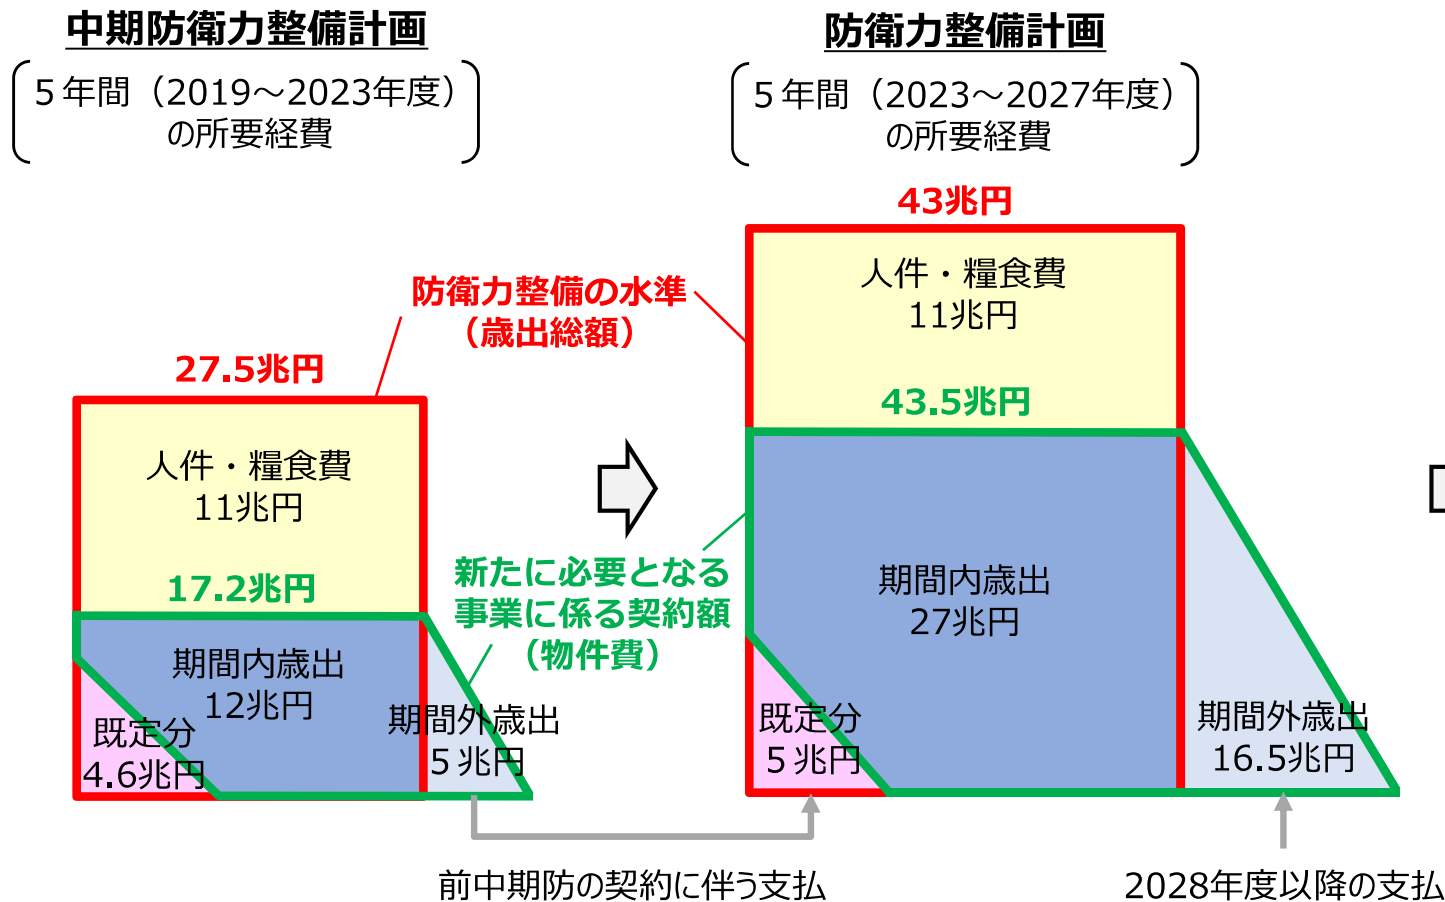 中期防衛力整備計画
５年間（2019～2023年度）
の所要経費
防衛力整備計画
５年間（2023～2027年度）
の所要経費
防衛力整備の水準
（歳出総額）
27.5兆円
人件・糧食費
11兆円
17.2兆円
期間内歳出
12兆円
既定分
4.6兆円
期間外歳出
５兆円
新たに必要となる
事業に係る契約額
（物件費）
43兆円
人件・糧食費
11兆円
43.5兆円
期間内歳出
27兆円
既定分
５兆円
期間外歳出
16.5兆円
前中期防の契約に伴う支払
2028年度以降の支払